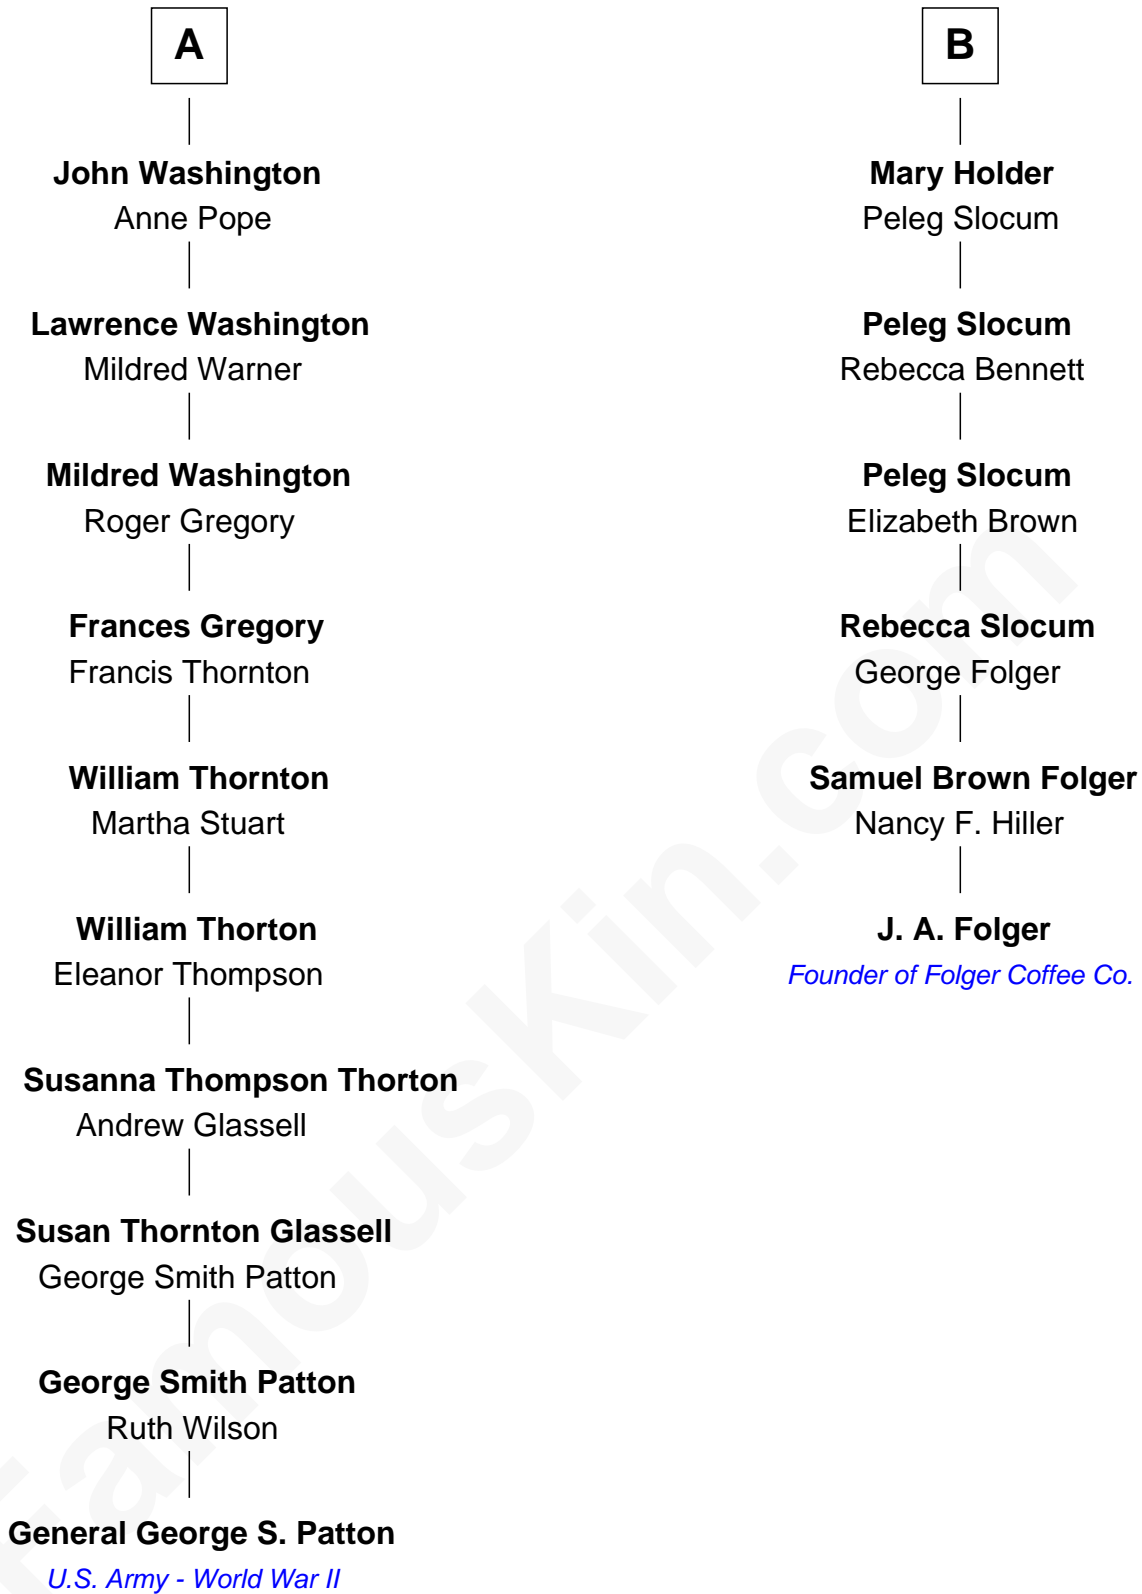 A
John Washington
Anne Pope
Lawrence Washington
Mildred Warner
Mildred Washington
Roger Gregory
Frances Gregory
Francis Thornton
William Thornton
Martha Stuart
William Thorton
Eleanor Thompson
Susanna Thompson Thorton
Andrew Glassell
Susan Thornton Glassell
George Smith Patton
George Smith Patton
Ruth Wilson
General George S. Patton
U.S. Army - World War II
B
Mary Holder
Peleg Slocum
Peleg Slocum
Rebecca Bennett
Peleg Slocum
Elizabeth Brown
Rebecca Slocum
George Folger
Samuel Brown Folger
Nancy F. Hiller
J. A. Folger
Founder of Folger Coffee Co.
FamousKin.com